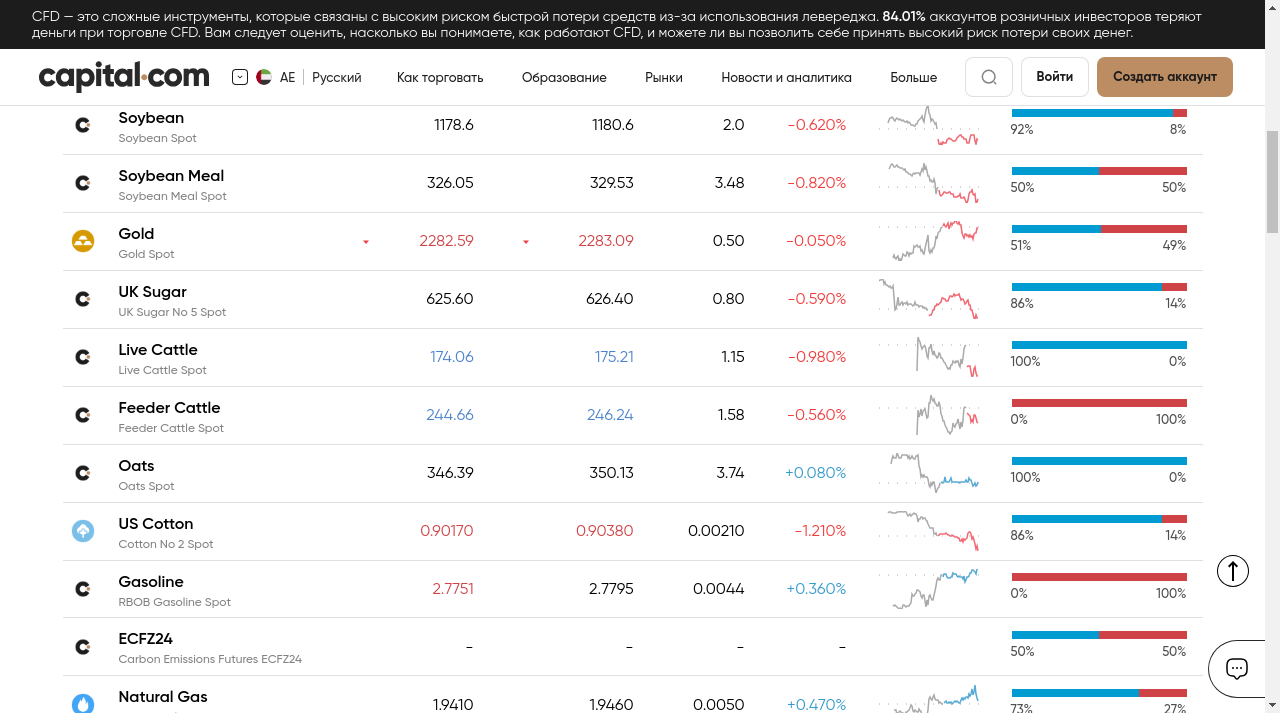 CFD — это сложные инструменты, которые связаны с высоким риском быстрой потери средств из-за использования левереджа. 84.01% аккаунтов розничных инвесторов теряют
деньги при торговле CFD. Вам следует оценить, насколько вы понимаете, как работают CFD, и можете ли вы позволить себе принять высокий риск потери своих денег.
capital.com AE Русский Как торговать Образование Рынки Новости и аналитика Больше Войти Создать аккаунт
Soybean 1178.6 1180.6 2.0 -0.620%
Soybean Spot 92% 8%
Soybean Meal 326.05 329.53 3.48 -0.820%
Soybean Meal Spot 50% 50%
Gold 2282.59 2283.09 0.50 -0.050%
Gold Spot 51% 49%
UK Sugar 625.60 626.40 0.80 -0.590%
UK Sugar No 5 Spot 86% 14%
Live Cattle 174.06 175.21 1.15 -0.980%
Live Cattle Spot 100% 0%
Feeder Cattle 244.66 246.24 1.58 -0.560%
Feeder Cattle Spot 0% 100%
Oats 346.39 350.13 3.74 +0.080%
Oats Spot 100% 0%
US Cotton 0.90170 0.90380 0.00210 -1.210%
Cotton No 2 Spot 86% 14%
Gasoline 2.7751 2.7795 0.0044 +0.360%
RBOB Gasoline Spot 0% 100%
ECFZ24 - - - -
Carbon Emissions Futures ECFZ24 50% 50%
Natural Gas 1.9410 1.9460 0.0050 +0.470%
73% 27%